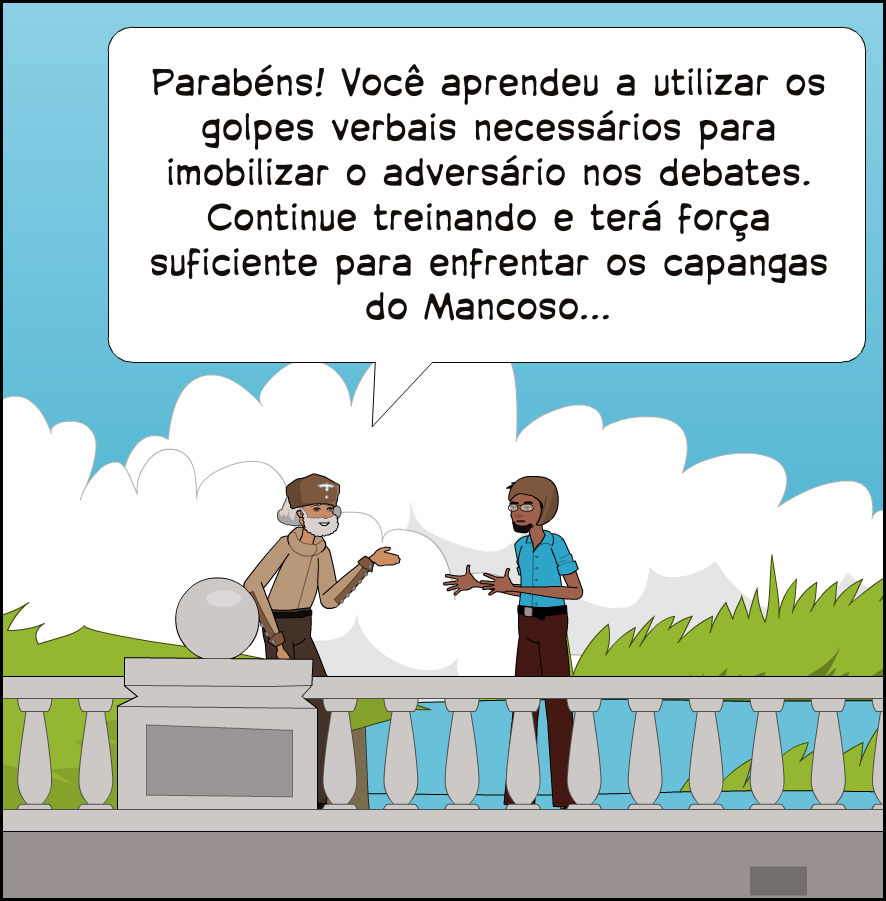 Parabéns! Você aprendeu a utilizar os
golpes verbais necessários para
imobilizar o adversário nos debates.
Continue treinando e terá força
suficiente para enfrentar os capangas
do Mancoso...